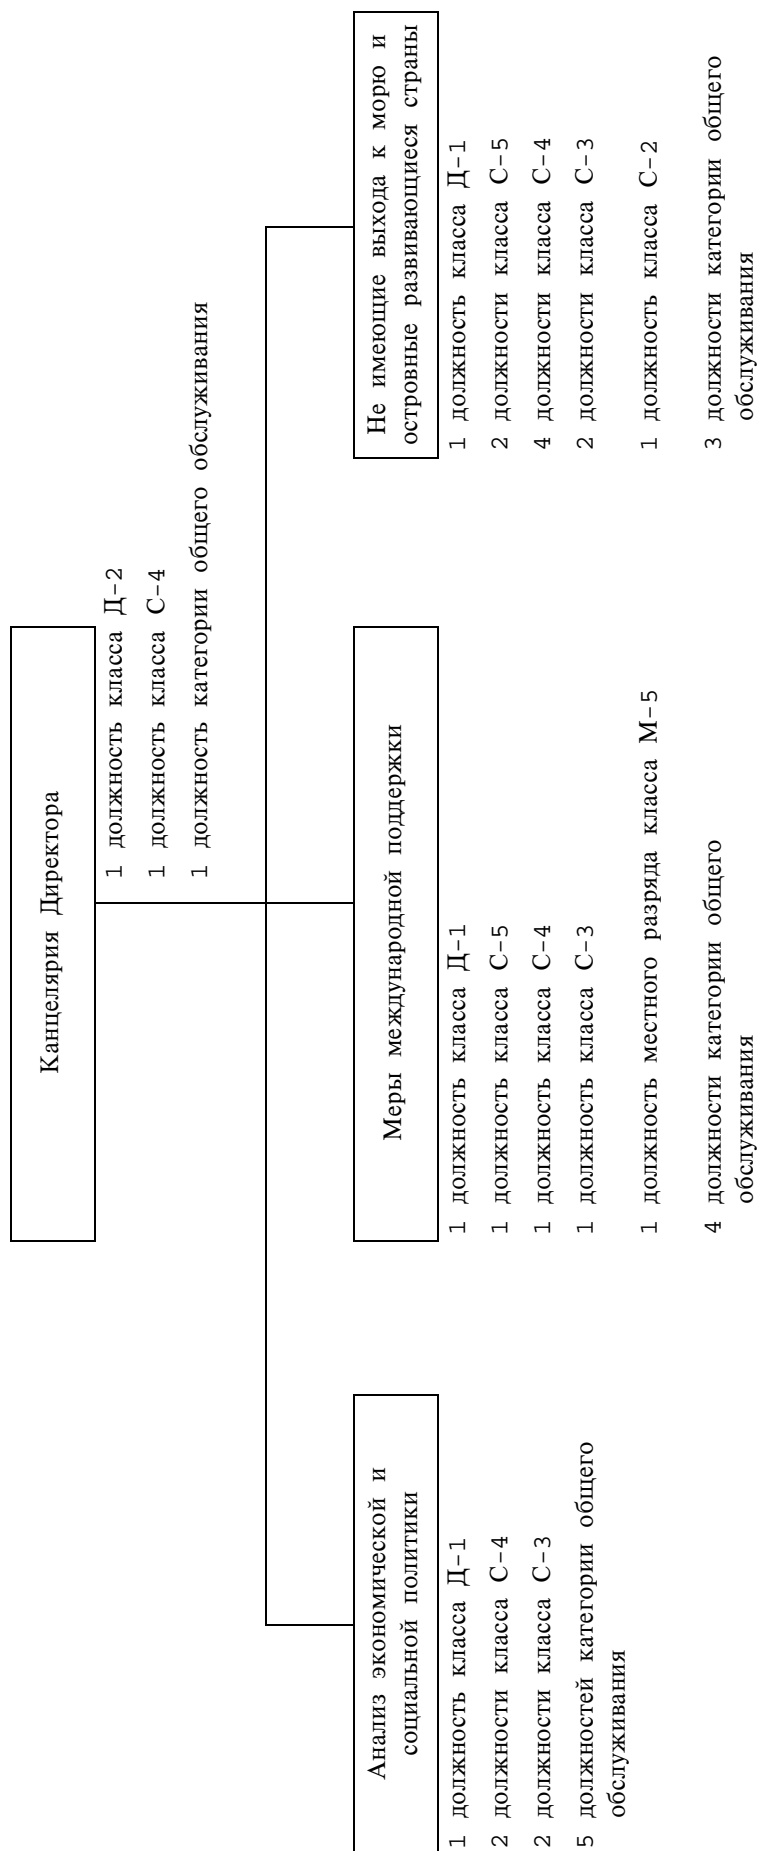 Канцелярия Директора
1 должность класса Д-2
1 должность класса С-4
1 должность категории общего обслуживания
Анализ экономической и
социальной политики
1 должность класса Д-1
2 должности класса С-4
2 должности класса С-3
5 должностей категории общего
обслуживания
Меры международной поддержки
1 должность класса Д-1
1 должность класса С-5
1 должность класса С-4
1 должность класса С-3
1 должность местного разряда класса М-5
4 должности категории общего
обслуживания
Не имеющие выхода к морю и
островные развивающиеся страны
1 должность класса Д-1
2 должности класса С-5
4 должности класса С-4
2 должности класса С-3
1 должность класса С-2
3 должности категории общего
обслуживания